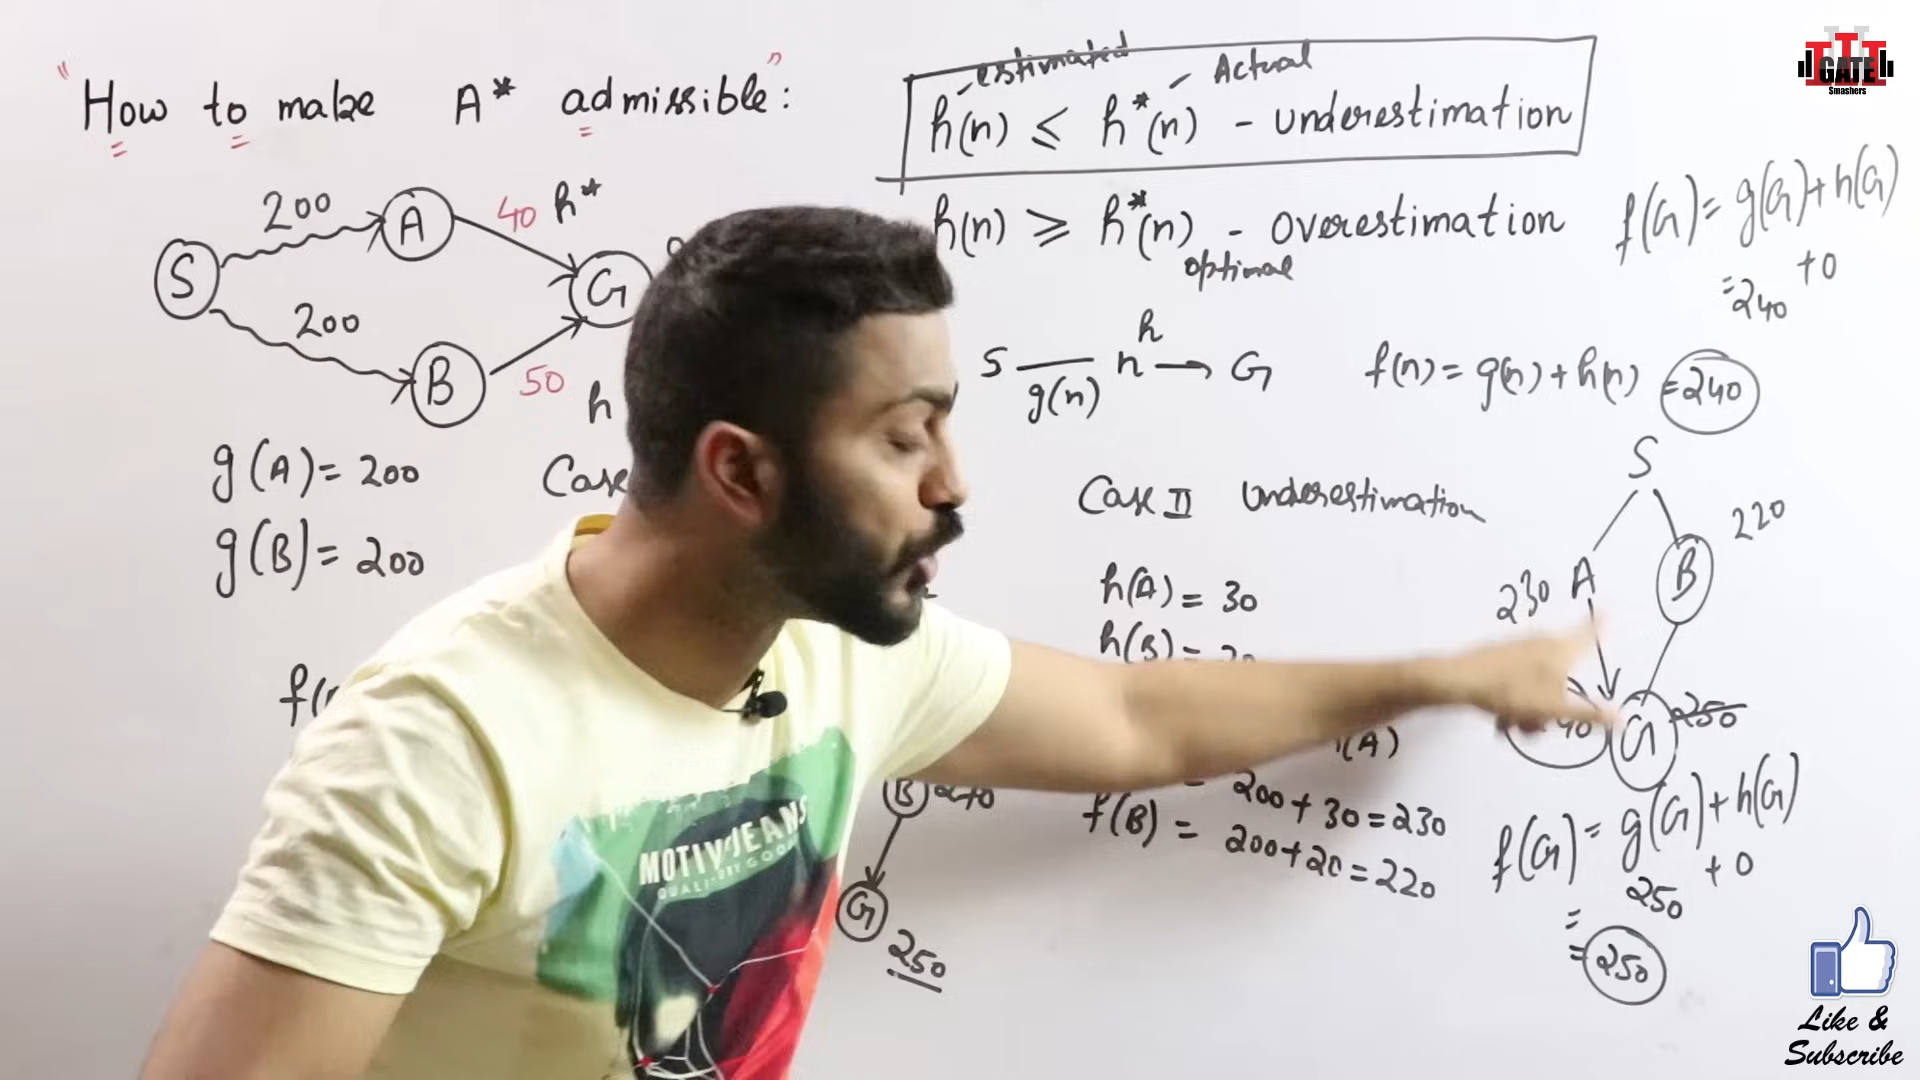 "How to make A* admissible":
estimated
Actual
h(n) ≤ h*(n) - underestimation
h(n) ≥ h*(n) - overestimation
optimal
GATE
Smashers
f(G) = g(G)+h(G)
+0
=240
200
A
40
h*
S
G
200
B
50
h
S g(n) n h → G
f(n) = g(n)+h(n) =240
g(A) = 200
g(B) = 200
Case II Underestimation
h(A) = 30
h(B) =
S
220
230 A
B
G 250
h(A)
= 200+30=230
f(B) = 200+20=220
B
G
250
f(G) = g(G)+h(G)
250 +0
=
=250
MOTIV JEANS
Like &
Subscribe